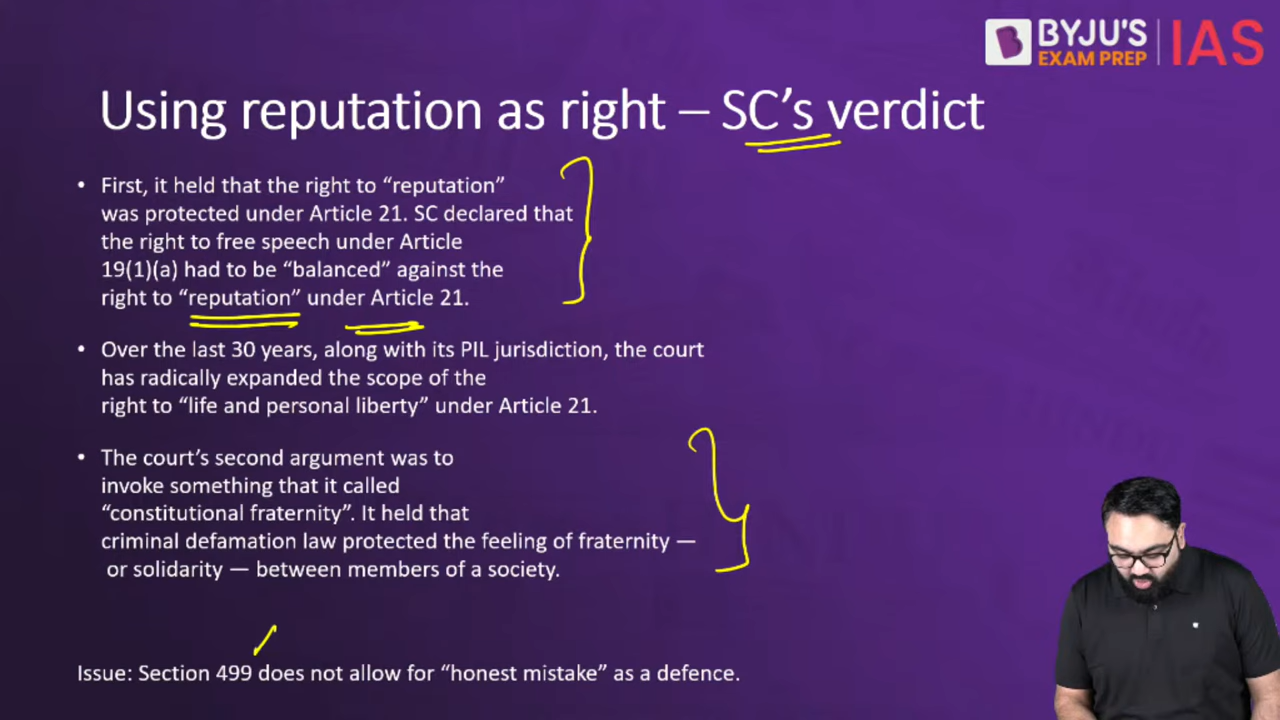 BYJU'S
EXAM PREP
IAS
Using reputation as right – SC's verdict
• First, it held that the right to “reputation”
was protected under Article 21. SC declared that
the right to free speech under Article
19(1)(a) had to be “balanced” against the
right to “reputation” under Article 21.
• Over the last 30 years, along with its PIL jurisdiction, the court
has radically expanded the scope of the
right to “life and personal liberty” under Article 21.
• The court's second argument was to
invoke something that it called
“constitutional fraternity”. It held that
criminal defamation law protected the feeling of fraternity —
or solidarity — between members of a society.
Issue: Section 499 does not allow for “honest mistake” as a defence.